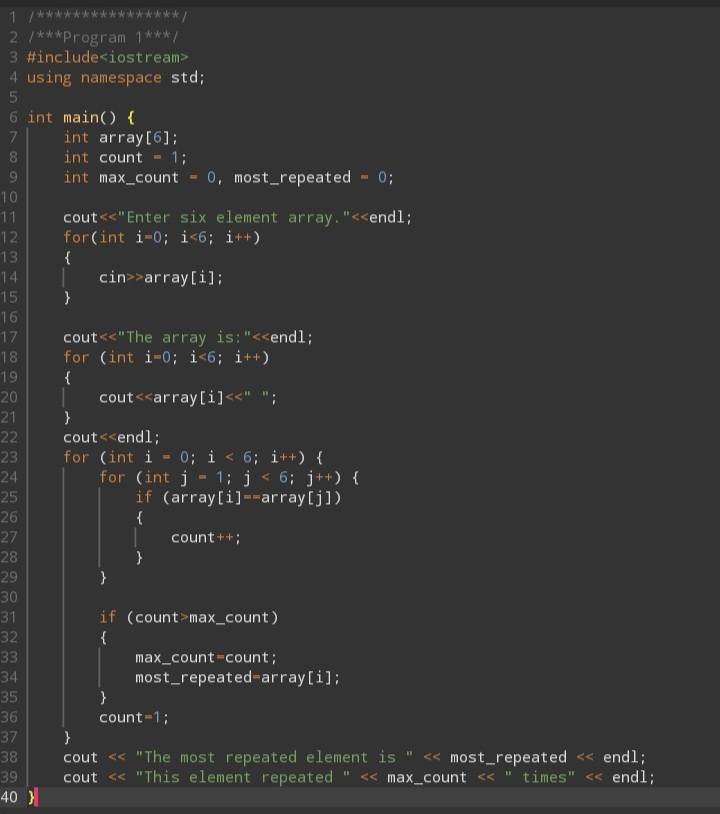 1 /****************/
2 /***Program 1***/
3 #include<iostream>
4 using namespace std;
5
6 int main() {
7     int array[6];
8     int count = 1;
9     int max_count = 0, most_repeated = 0;
10
11     cout<<"Enter six element array."<<endl;
12     for(int i=0; i<6; i++)
13     {
14         cin>>array[i];
15     }
16
17     cout<<"The array is:"<<endl;
18     for (int i=0; i<6; i++)
19     {
20         cout<<array[i]<<" ";
21     }
22     cout<<endl;
23     for (int i = 0; i < 6; i++) {
24         for (int j = 1; j < 6; j++) {
25             if (array[i]==array[j])
26             {
27                 count++;
28             }
29         }
30
31         if (count>max_count)
32         {
33             max_count=count;
34             most_repeated=array[i];
35         }
36         count=1;
37     }
38     cout << "The most repeated element is " << most_repeated << endl;
39     cout << "This element repeated " << max_count << " times" << endl;
40 }